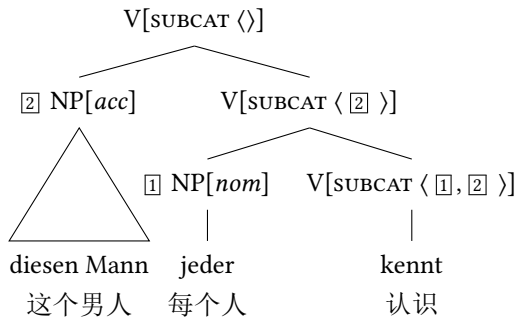 V[SUBCAT ⟨⟩]
2 NP[acc] V[SUBCAT ⟨ 2 ⟩]
1 NP[nom] V[SUBCAT ⟨ 1, 2 ⟩]
diesen Mann jeder kennt
这个男人 每个人 认识